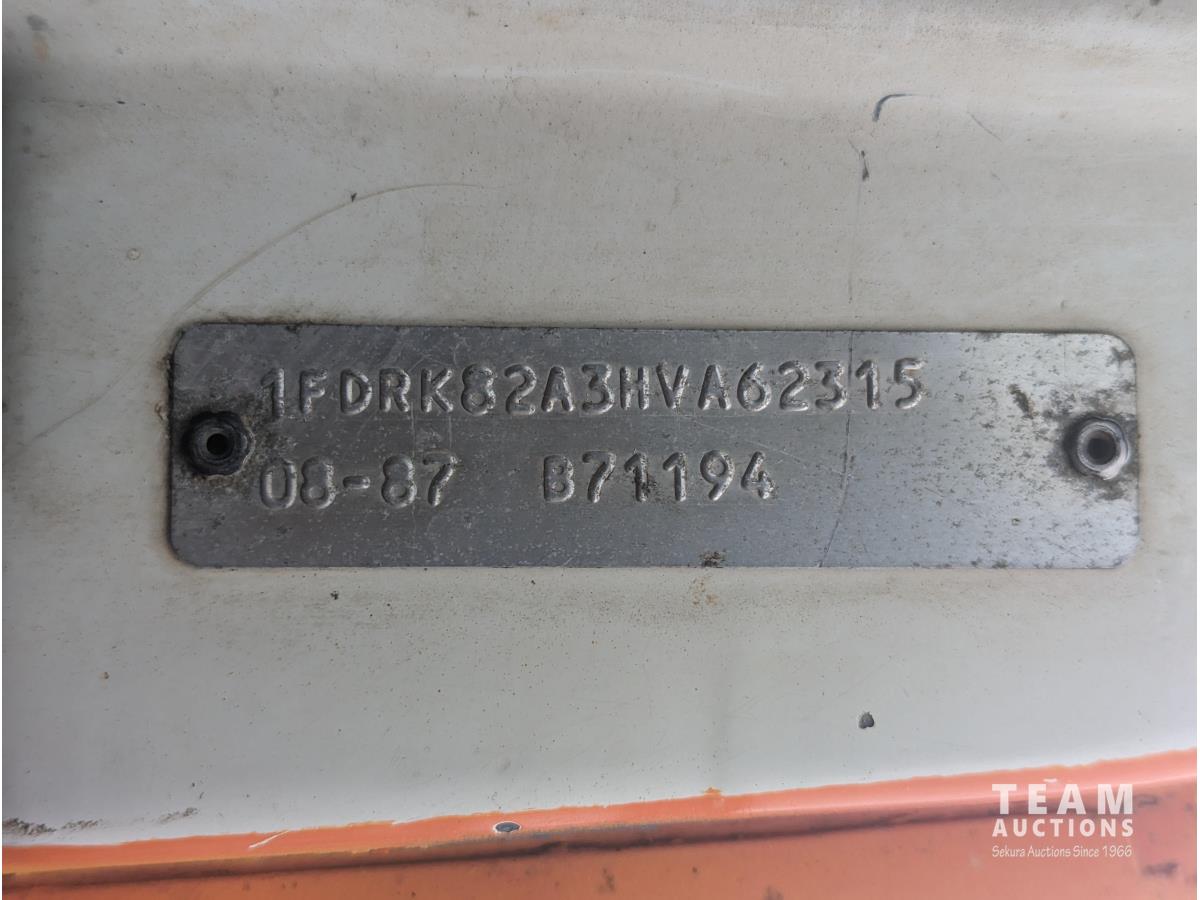 1FDRK82A3HVA62315
08-87 B71194
TEAM
AUCTIONS
Sekura Auctions Since 1966